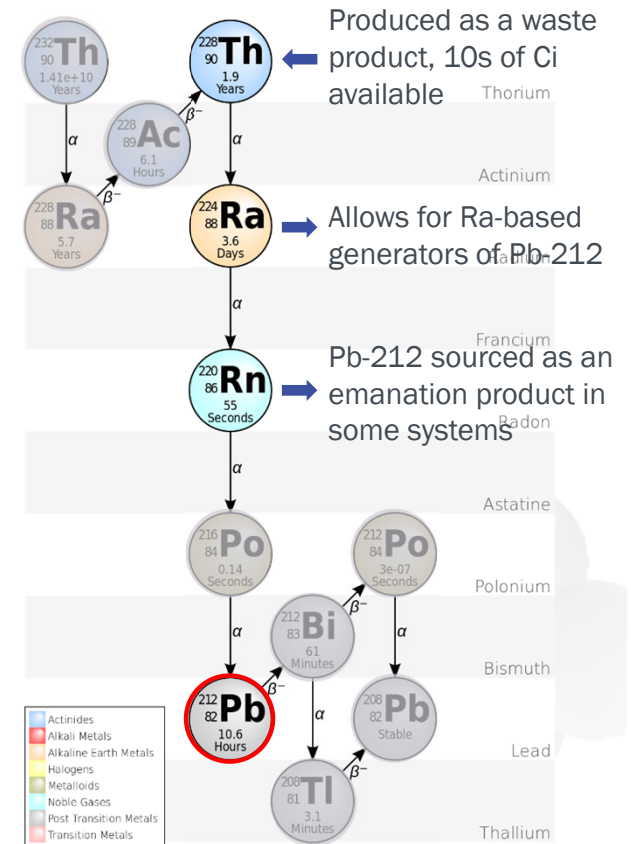 232
90
Th
1.41e+10
Years
228
90
Th
1.9
Years
Produced as a waste
product, 10s of Ci
available
Thorium
α
228
89
Ac
6.1
Hours
β⁻
α
Actinium
228
88
Ra
5.7
Years
β⁻
224
88
Ra
3.6
Days
Allows for Ra-based
generators of Pb-212
Radium
α
Francium
220
86
Rn
55
Seconds
Pb-212 sourced as an
emanation product in
some systems
Radon
α
Astatine
216
84
Po
0.14
Seconds
212
84
Po
3e-07
Seconds
Polonium
α
212
83
Bi
61
Minutes
β⁻
α
Bismuth
212
82
Pb
10.6
Hours
β⁻
α
208
82
Pb
Stable
Lead
208
81
Tl
3.1
Minutes
β⁻
Thallium
Actinides
Alkali Metals
Alkaline Earth Metals
Halogens
Metalloids
Noble Gases
Post Transition Metals
Transition Metals